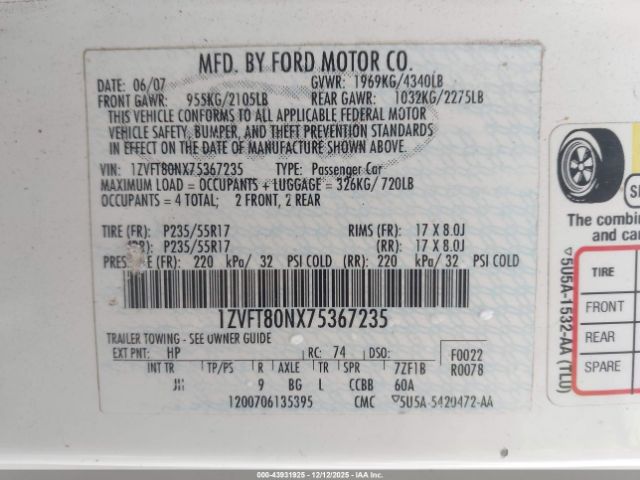 MFD. BY FORD MOTOR CO.
DATE 06/07 GVWR: 1969KG/4340LB
FRONT GAWR: 955KG/2105LB REAR GAWR: 1032KG/2275LB
THIS VEHICLE CONFORMS TO ALL APPLICABLE FEDERAL MOTOR
VEHICLE SAFETY, BUMPER, AND THEFT PREVENTION STANDARDS
IN EFFECT ON THE DATE OF MANUFACTURE SHOWN ABOVE.
VIN: 1ZVFT80NX75367235 TYPE: Passenger Car
MAXIMUM LOAD = OCCUPANTS + LUGGAGE = 326KG/720LB
OCCUPANTS = 4 TOTAL; 2 FRONT, 2 REAR
TIRE (FR): P235/55R17 RIMS (FR): 17 X 8.0J
(RR): P235/55R17 (RR): 17 X 8.0J
(FR): 220 kPa/ 32 PSI COLD (RR): 220 kPa/ 32 PSI COLD
1ZVFT80NX75367235
TRAILER TOWING - SEE OWNER GUIDE
EXT PNT: HP RC: 74 DSO: F0022
INT TR TP/PS R AXLE TR SPR 7ZF1B R0078
9 BG L CCBB 60A
1200706135395 CMC ▽5U5A-5420472-AA
The combin
and car
TIRE
FRONT
REAR
SPARE
▽5U5A-1532-AA (TLU)
000-43931925 - 12/12/2025 - IAA Inc.